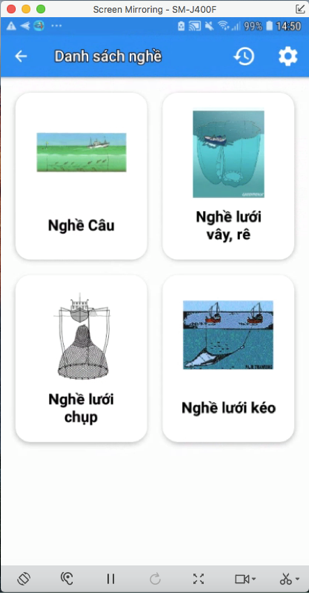 Screen Mirroring - SM-J400F
99% 14:50
Danh sách nghề
Nghề Câu
Nghề lưới
vây, rê
Nghề lưới
chụp
Nghề lưới kéo